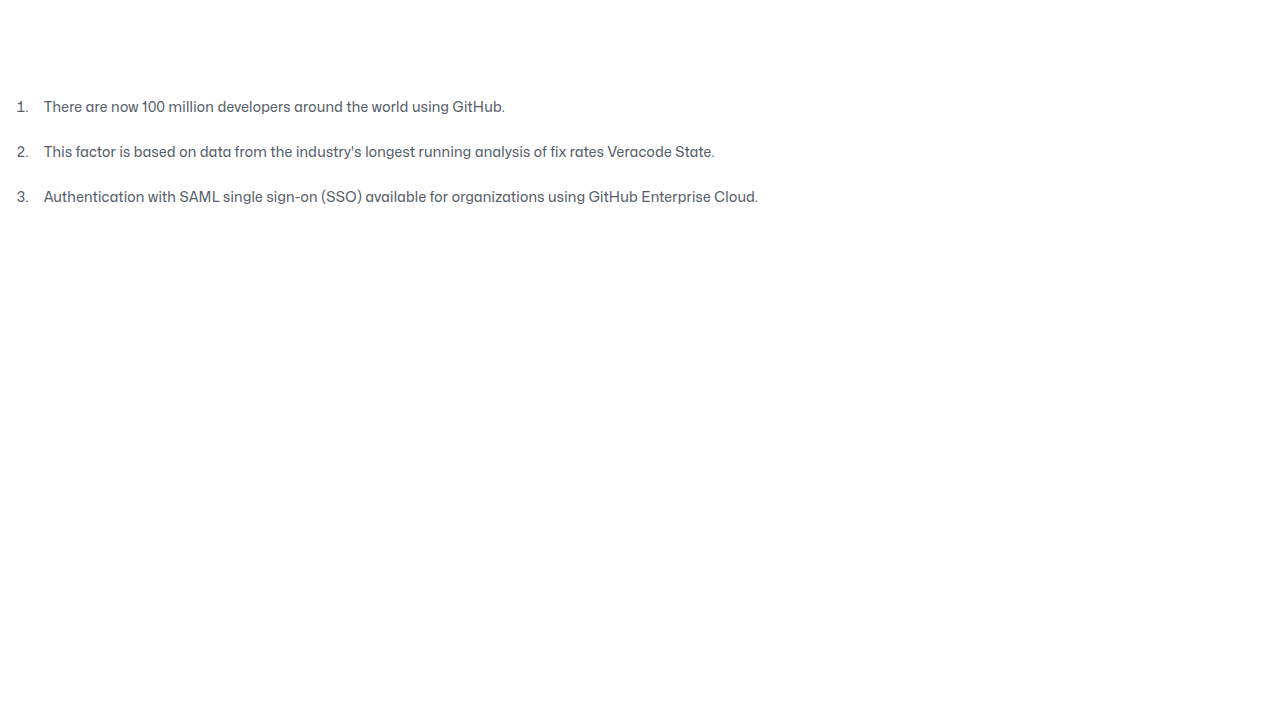 1. There are now 100 million developers around the world using GitHub.
2. This factor is based on data from the industry's longest running analysis of fix rates Veracode State.
3. Authentication with SAML single sign-on (SSO) available for organizations using GitHub Enterprise Cloud.